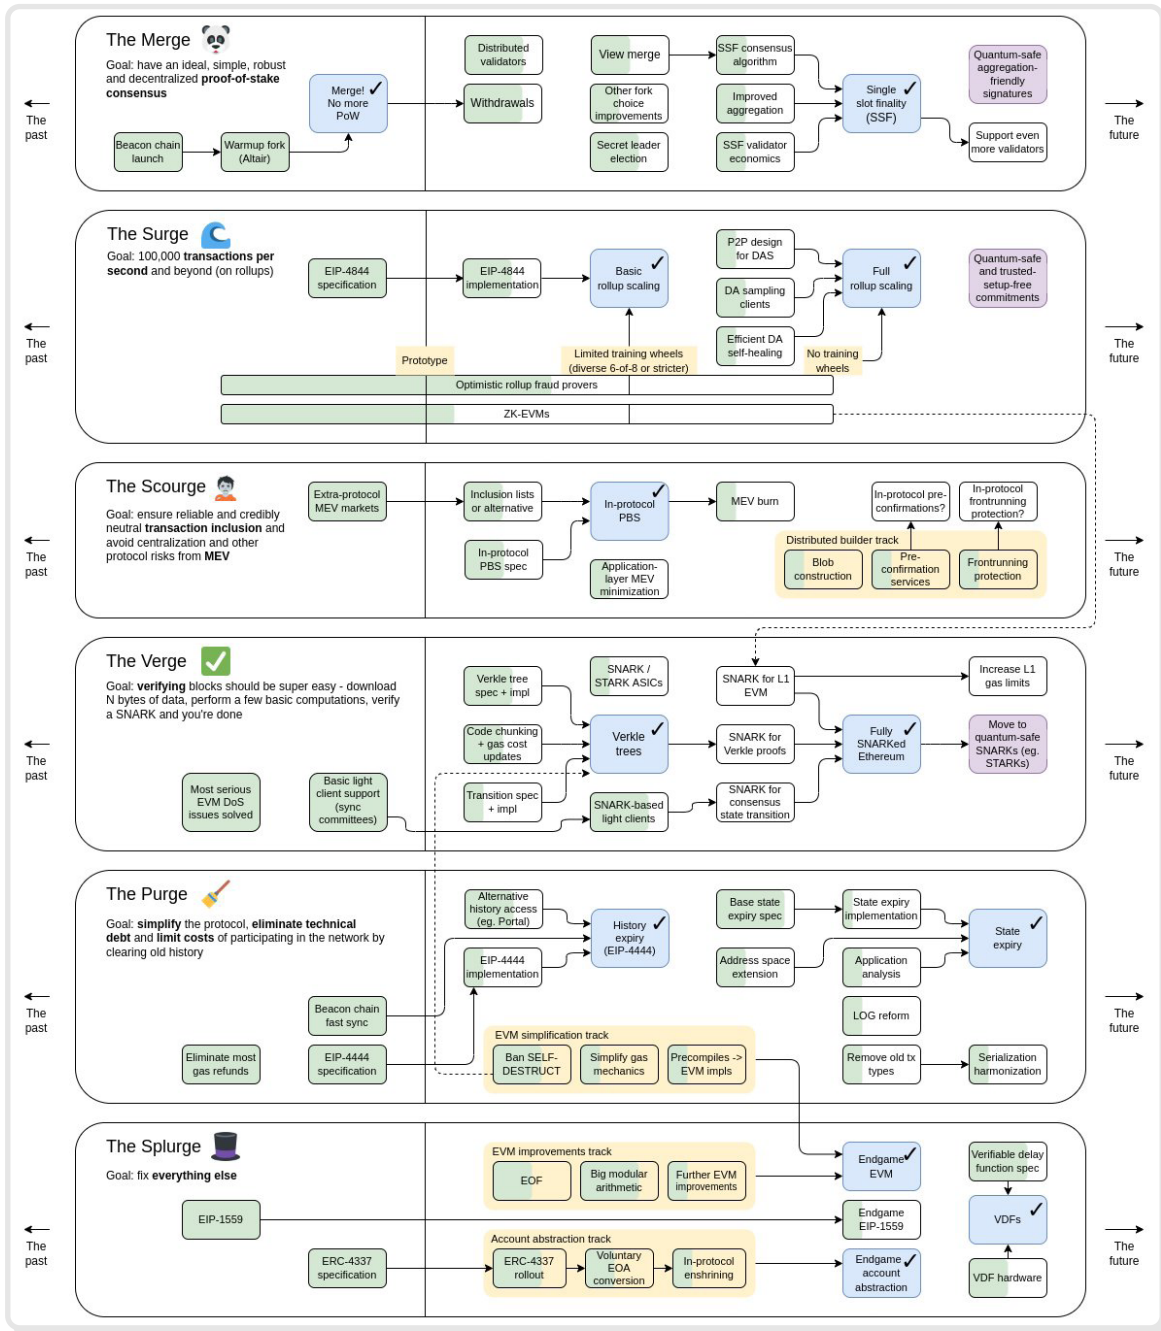 The Merge
Goal: have an ideal, simple, robust
and decentralized proof-of-stake
consensus
The
past
Beacon chain
launch
Warmup fork
(Altair)
Merge!
No more
PoW
Distributed
validators
Withdrawals
View merge
Other fork
choice
improvements
Secret leader
election
SSF consensus
algorithm
Improved
aggregation
SSF validator
economics
Single
slot finality
(SSF)
Quantum-safe
aggregation-
friendly
signatures
Support even
more validators
The
future
The Surge
Goal: 100,000 transactions per
second and beyond (on rollups)
The
past
EIP-4844
specification
EIP-4844
implementation
Basic
rollup scaling
P2P design
for DAS
DA sampling
clients
Efficient DA
self-healing
Full
rollup scaling
Quantum-safe
and trusted-
setup-free
commitments
Prototype
Limited training wheels
(diverse 6-of-8 or stricter)
No training
wheels
Optimistic rollup fraud provers
ZK-EVMs
The
future
The Scourge
Goal: ensure reliable and credibly
neutral transaction inclusion and
avoid centralization and other
protocol risks from MEV
The
past
Extra-protocol
MEV markets
Inclusion lists
or alternative
In-protocol
PBS spec
In-protocol
PBS
Application-
layer MEV
minimization
MEV burn
In-protocol pre-
confirmations?
In-protocol
frontrunning
protection?
Distributed builder track
Blob
construction
Pre-
confirmation
services
Frontrunning
protection
The
future
The Verge
Goal: verifying blocks should be super easy - download
N bytes of data, perform a few basic computations, verify
a SNARK and you're done
The
past
Most serious
EVM DoS
issues solved
Basic light
client support
(sync
committees)
Verkle tree
spec + impl
Code chunking
+ gas cost
updates
Transition spec
+ impl
SNARK /
STARK ASICs
Verkle
trees
SNARK-based
light clients
SNARK for L1
EVM
SNARK for
Verkle proofs
SNARK for
consensus
state transition
Fully
SNARKed
Ethereum
Increase L1
gas limits
Move to
quantum-safe
SNARKs (eg.
STARKs)
The
future
The Purge
Goal: simplify the protocol, eliminate technical
debt and limit costs of participating in the network by
clearing old history
The
past
Eliminate most
gas refunds
Beacon chain
fast sync
EIP-4444
specification
Alternative
history access
(eg. Portal)
EIP-4444
implementation
History
expiry
(EIP-4444)
EVM simplification track
Ban SELF-
DESTRUCT
Simplify gas
mechanics
Precompiles ->
EVM impls
Base state
expiry spec
Address space
extension
State expiry
implementation
Application
analysis
LOG reform
Remove old tx
types
State
expiry
Serialization
harmonization
The
future
The Splurge
Goal: fix everything else
The
past
EIP-1559
ERC-4337
specification
EVM improvements track
EOF
Big modular
arithmetic
Further EVM
improvements
Account abstraction track
ERC-4337
rollout
Voluntary
EOA
conversion
In-protocol
enshrining
Endgame
EVM
Endgame
EIP-1559
Endgame
account
abstraction
Verifiable delay
function spec
VDFs
VDF hardware
The
future